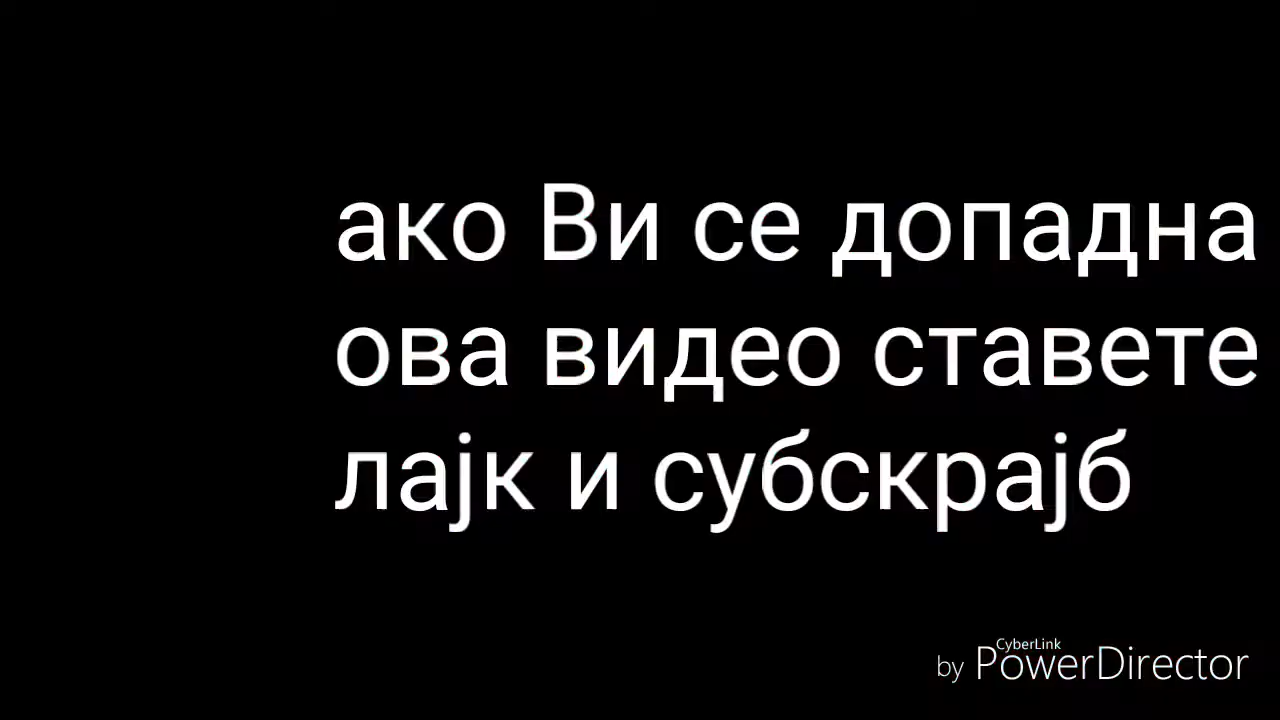 ако Ви се допадна
ова видео ставете
лајк и субскрајб
CyberLink
by PowerDirector